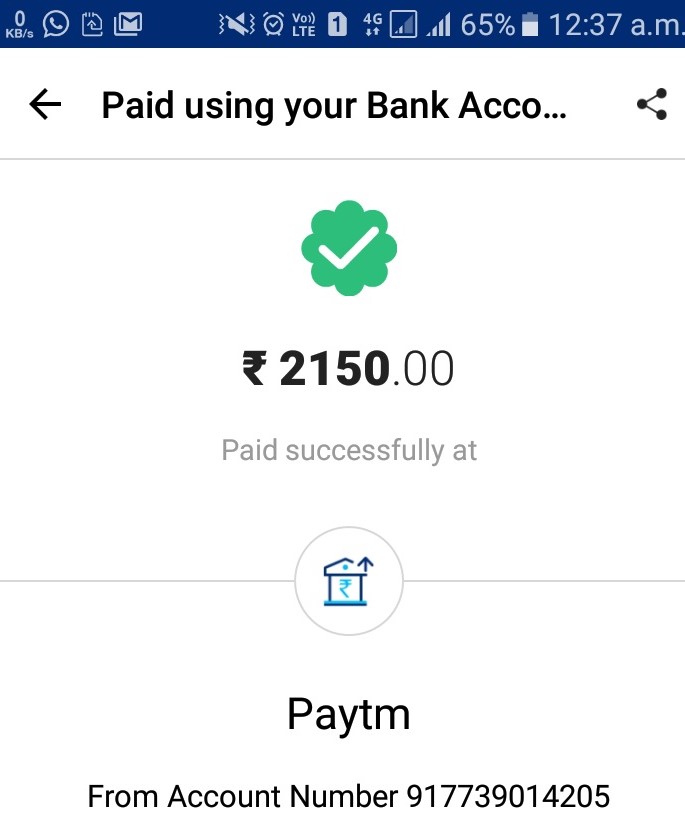 0 KB/s Vo)) LTE 1 4G 65% 12:37 a.m.
Paid using your Bank Acco...
₹ 2150.00
Paid successfully at
₹
Paytm
From Account Number 917739014205